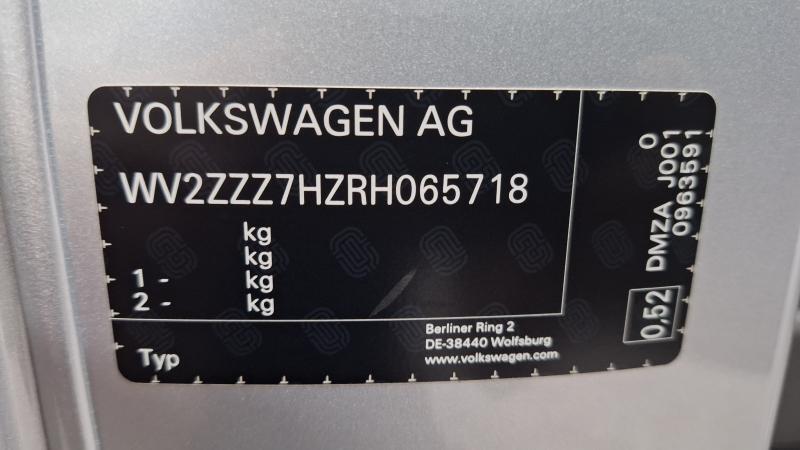 VOLKSWAGEN AG
WV2ZZZ7HZRH065718
kg
kg
1 - kg
2 - kg
Typ
Berliner Ring 2
DE-38440 Wolfsburg
www.volkswagen.com
0,52
DMZA J001 0
0963591